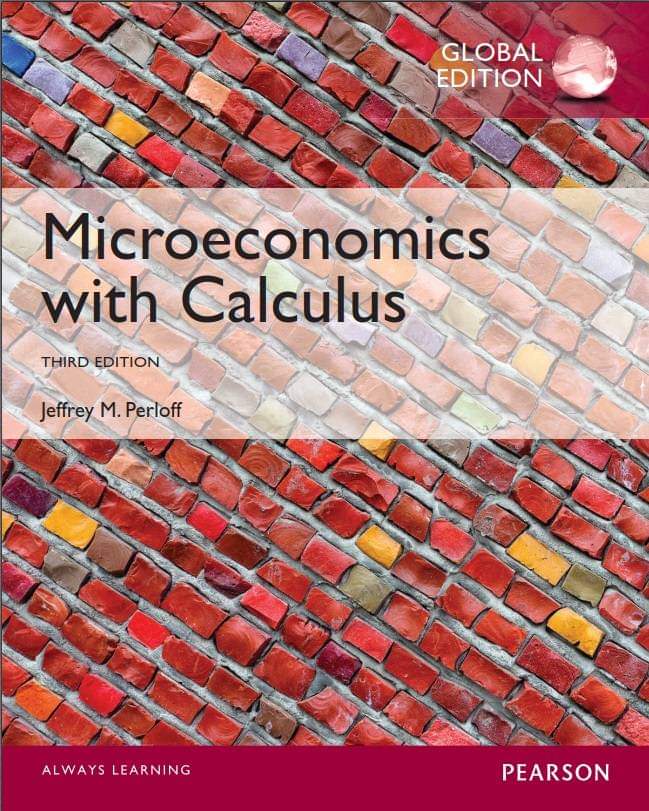 GLOBAL
EDITION
Microeconomics
with Calculus
THIRD EDITION
Jeffrey M. Perloff
ALWAYS LEARNING
PEARSON